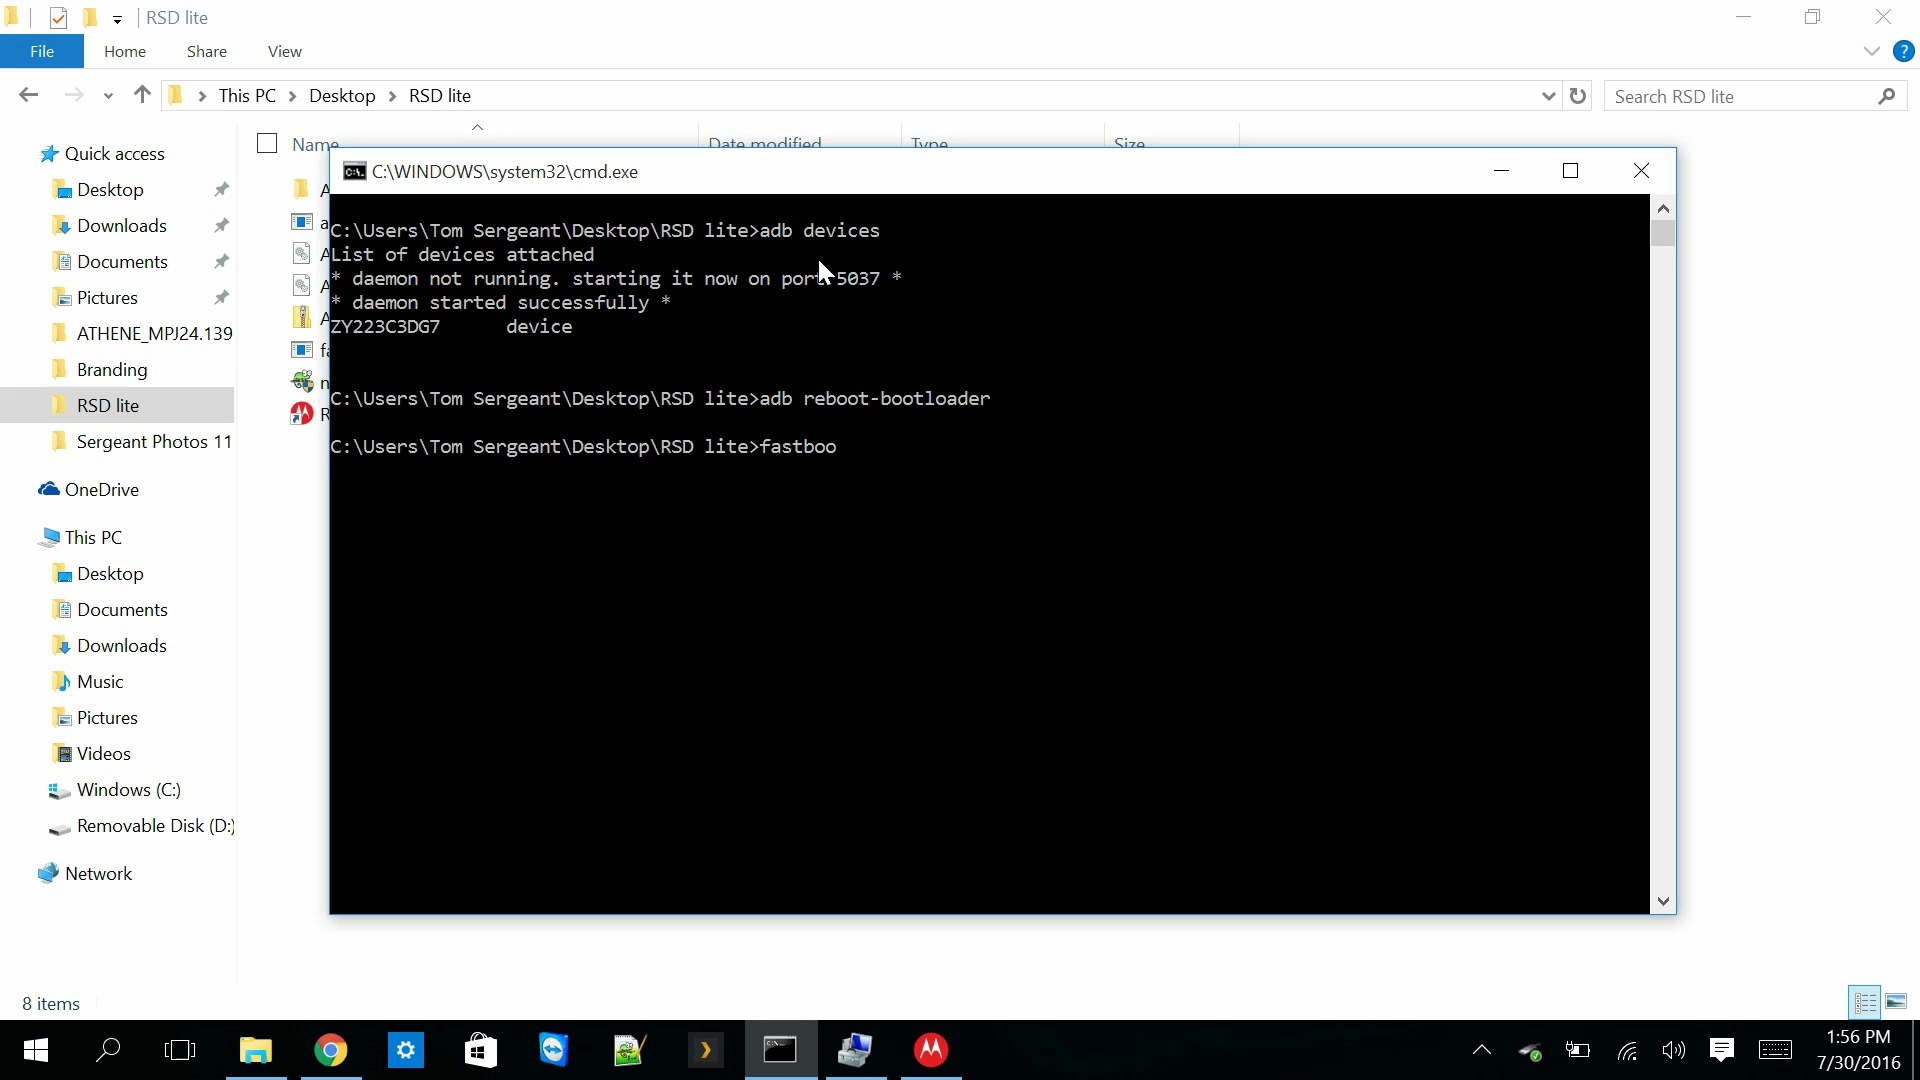 RSD lite
File
Home
Share
View
This PC
Desktop
RSD lite
Search RSD lite
Name
Date modified
Type
Size
Quick access
Desktop
Downloads
Documents
Pictures
ATHENE_MPJ24.139
Branding
RSD lite
Sergeant Photos 11
OneDrive
This PC
Desktop
Documents
Downloads
Music
Pictures
Videos
Windows (C:)
Removable Disk (D:)
Network
C:\WINDOWS\system32\cmd.exe
C:\Users\Tom Sergeant\Desktop\RSD lite>adb devices
List of devices attached
* daemon not running. starting it now on port 5037 *
* daemon started successfully *
ZY223C3DG7 device
C:\Users\Tom Sergeant\Desktop\RSD lite>adb reboot-bootloader
C:\Users\Tom Sergeant\Desktop\RSD lite>fastboo
8 items
1:56 PM
7/30/2016